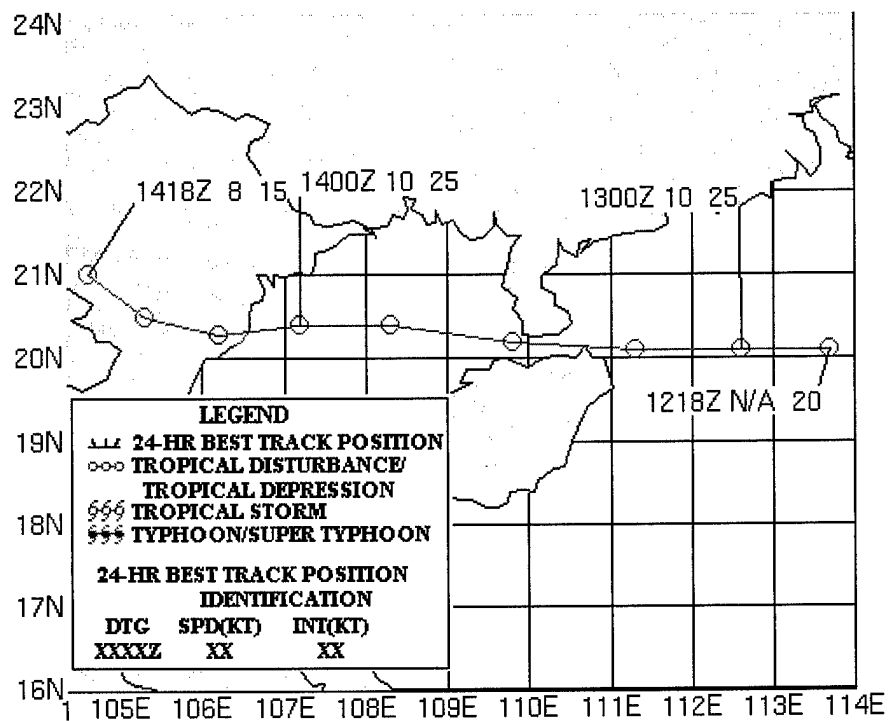 24N
23N
22N
21N
20N
19N
18N
17N
16N
1418Z 8 15
1400Z 10 25
1300Z 10 25
1218Z N/A 20
LEGEND
24-HR BEST TRACK POSITION
TROPICAL DISTURBANCE/
TROPICAL DEPRESSION
TROPICAL STORM
TYPHOON/SUPER TYPHOON
24-HR BEST TRACK POSITION
IDENTIFICATION
DTG SPD(KT) INT(KT)
XXXXZ XX XX
1 105E 106E 107E 108E 109E 110E 111E 112E 113E 114E